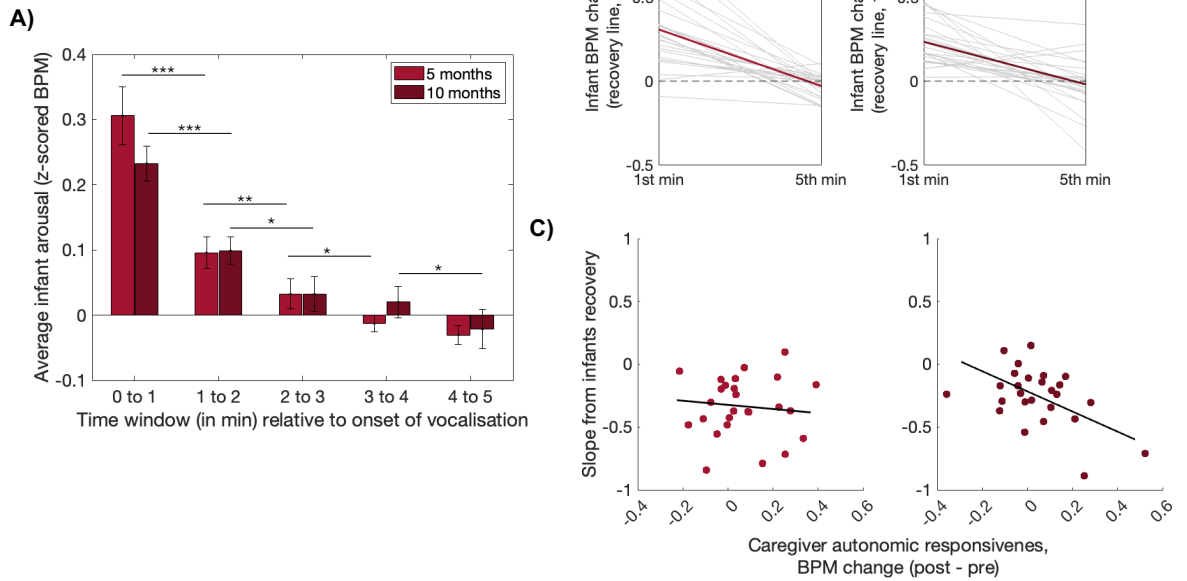 A)
Average infant arousal (z-scored BPM)
0.4
0.3
0.2
0.1
0
-0.1
***
***
**
*
*
*
5 months
10 months
0 to 1
1 to 2
2 to 3
3 to 4
4 to 5
Time window (in min) relative to onset of vocalisation
Infant BPM
(recovery line,
0
-0.5
1st min
5th min
Infant BPM
(recovery line,
0
-0.5
1st min
5th min
C)
Slope from infants recovery
1
0.5
0
-0.5
-1
-0.4
-0.2
0
0.2
0.4
0.6
1
0.5
0
-0.5
-1
-0.4
-0.2
0
0.2
0.4
0.6
Caregiver autonomic responsivenes,
BPM change (post - pre)